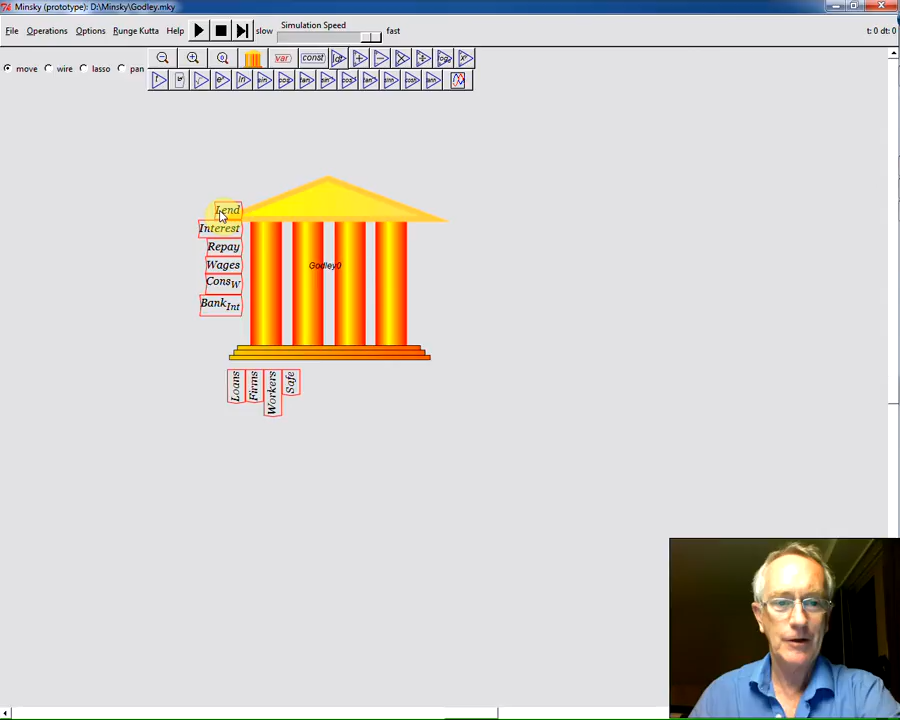 Minsky (prototype): D:\Minsky\Godley.mky
File Operations Options Runge Kutta Help slow Simulation Speed fast t: 0 dt: 0
move wire lasso pan
var const
Lend
Interest
Repay
Wages
ConsW
BankInt
Godley0
Loans
Firms
Workers
Safe